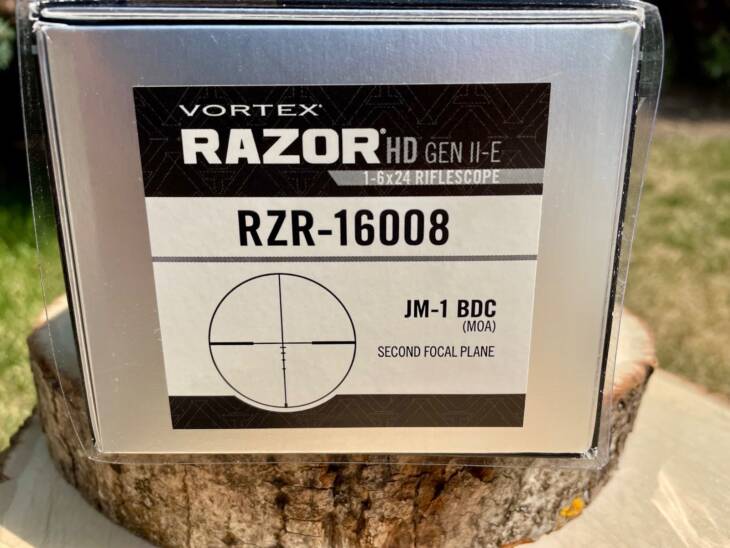 VORTEX®
RAZOR® HD GEN II-E
1-6x24 RIFLESCOPE
RZR-16008
JM-1 BDC
(MOA)
SECOND FOCAL PLANE